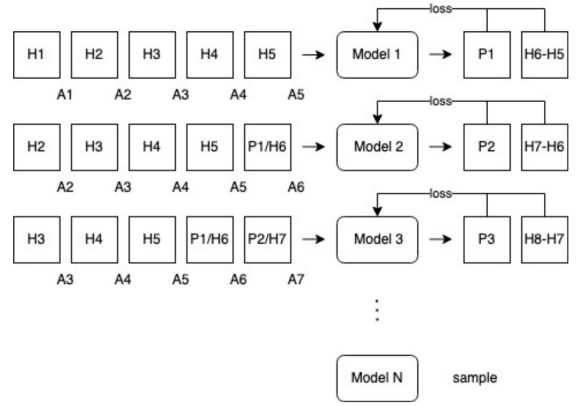 loss
H1 H2 H3 H4 H5 Model 1 P1 H6-H5
A1 A2 A3 A4 A5
loss
H2 H3 H4 H5 P1/H6 Model 2 P2 H7-H6
A2 A3 A4 A5 A6
loss
H3 H4 H5 P1/H6 P2/H7 Model 3 P3 H8-H7
A3 A4 A5 A6 A7
Model N sample